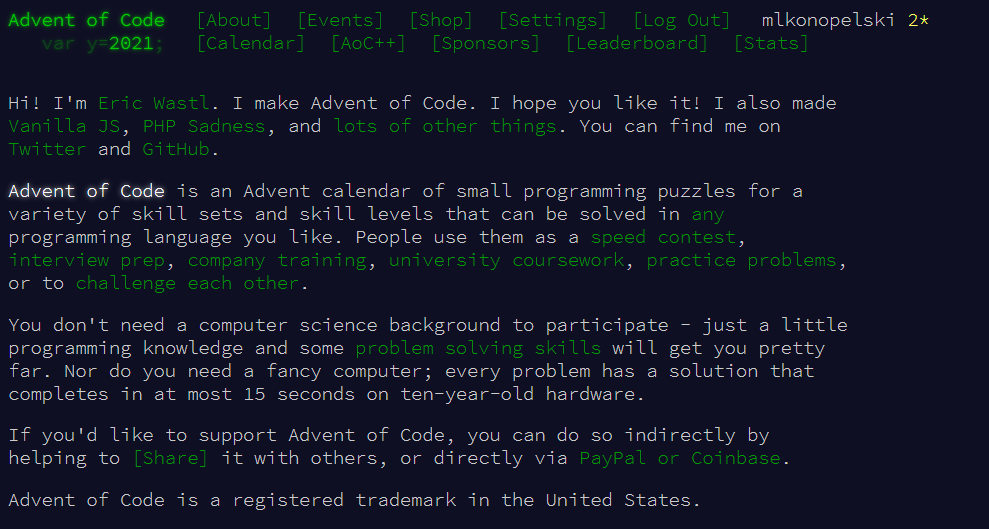 Advent of Code [About] [Events] [Shop] [Settings] [Log Out] mlkonopelski 2*
var y=2021; [Calendar] [AoC++] [Sponsors] [Leaderboard] [Stats]
Hi! I'm Eric Wastl. I make Advent of Code. I hope you like it! I also made
Vanilla JS, PHP Sadness, and lots of other things. You can find me on
Twitter and GitHub.
Advent of Code is an Advent calendar of small programming puzzles for a
variety of skill sets and skill levels that can be solved in any
programming language you like. People use them as a speed contest,
interview prep, company training, university coursework, practice problems,
or to challenge each other.
You don't need a computer science background to participate - just a little
programming knowledge and some problem solving skills will get you pretty
far. Nor do you need a fancy computer; every problem has a solution that
completes in at most 15 seconds on ten-year-old hardware.
If you'd like to support Advent of Code, you can do so indirectly by
helping to [Share] it with others, or directly via PayPal or Coinbase.
Advent of Code is a registered trademark in the United States.